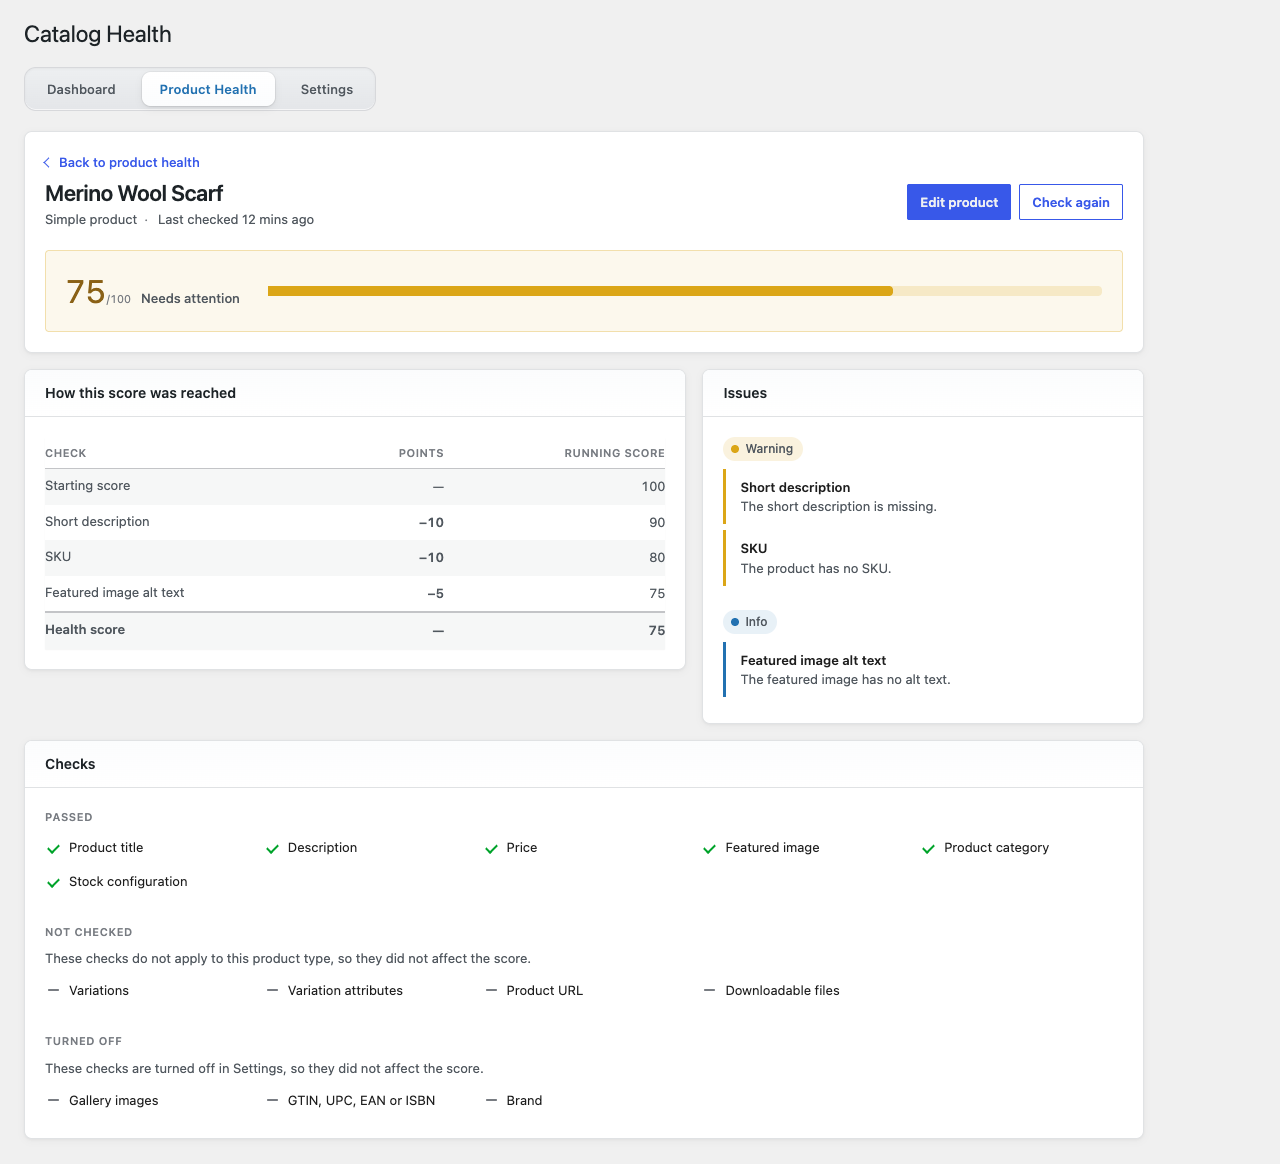 Catalog Health
Dashboard
Product Health
Settings
Back to product health
Merino Wool Scarf
Simple product · Last checked 12 mins ago
Edit product
Check again
75/100 Needs attention
How this score was reached
CHECK POINTS RUNNING SCORE
Starting score — 100
Short description –10 90
SKU –10 80
Featured image alt text –5 75
Health score — 75
Issues
Warning
Short description
The short description is missing.
SKU
The product has no SKU.
Info
Featured image alt text
The featured image has no alt text.
Checks
PASSED
Product title
Description
Price
Featured image
Product category
Stock configuration
NOT CHECKED
These checks do not apply to this product type, so they did not affect the score.
— Variations
— Variation attributes
— Product URL
— Downloadable files
TURNED OFF
These checks are turned off in Settings, so they did not affect the score.
— Gallery images
— GTIN, UPC, EAN or ISBN
— Brand